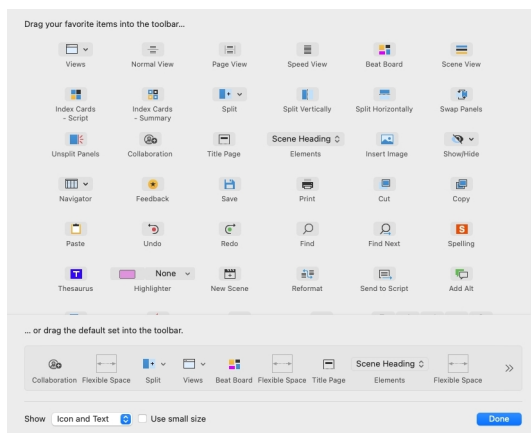 Drag your favorite items into the toolbar...
Views Normal View Page View Speed View Beat Board Scene View
Index Cards - Script Index Cards - Summary Split Split Vertically Split Horizontally Swap Panels
Scene Heading
Unsplit Panels Collaboration Title Page Elements Insert Image Show/Hide
Navigator Feedback Save Print Cut Copy
S
Paste Undo Redo Find Find Next Spelling
T None
Thesaurus Highlighter New Scene Reformat Send to Script Add Alt
... or drag the default set into the toolbar.
Scene Heading
Collaboration Flexible Space Split Views Beat Board Flexible Space Title Page Elements Flexible Space
Show Icon and Text Use small size Done